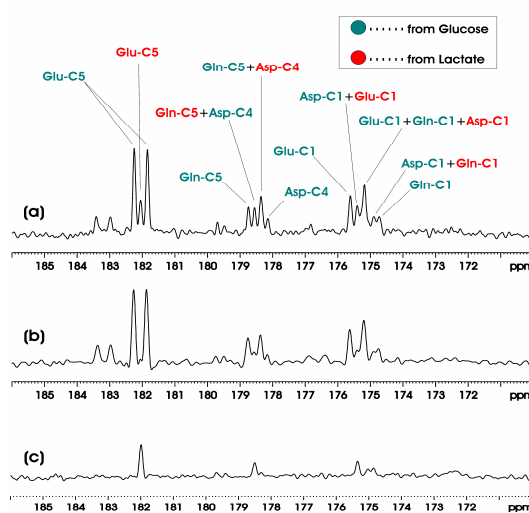 from Glucose
from Lactate
Glu-C5
Glu-C5
Gln-C5+Asp-C4
Gln-C5+Asp-C4
Gln-C5
Asp-C4
Asp-C1+Glu-C1
Glu-C1+Gln-C1+Asp-C1
Glu-C1
Asp-C1+Gln-C1
Gln-C1
(a)
185 184 183 182 181 180 179 178 177 176 175 174 173 172 ppm
(b)
185 184 183 182 181 180 179 178 177 176 175 174 173 172 ppm
(c)
185 184 183 182 181 180 179 178 177 176 175 174 173 172 ppm